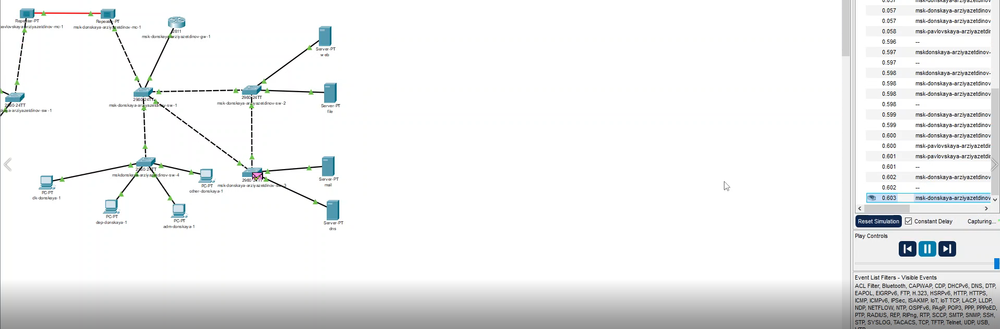 Repeater-PT
pavlovskaya-arziyazetdinov-mc-1
Repeater-PT
msk-donskaya-arziyazetdinov-mc-1
2811
msk-donskaya-arziyazetdinov-gw-1
Server-PT
web
2960-24TT
msk-donskaya-arziyazetdinov-sw-1
2960-24TT
msk-donskaya-arziyazetdinov-sw-2
Server-PT
file
2960-24TT
skaya-arziyazetdinov-sw-1
2960-24TT
mskdonskaya-arziyazetdinov-sw-4
PC-PT
dk-donskaya-1
PC-PT
other-donskaya-1
PC-PT
dep-donskaya-1
PC-PT
adm-donskaya-1
2960-24TT
msk-donskaya-arziyazetdinov-sw-3
Server-PT
mail
Server-PT
dns
0.057 msk-donskaya-arziyazetdinov
0.057 msk-donskaya-arziyazetdinov
0.057 msk-donskaya-arziyazetdinov
0.058 msk-pavlovskaya-arziyazetdir
0.596 --
0.597 mskdonskaya-arziyazetdinov-
0.597 --
0.598 mskdonskaya-arziyazetdinov-
0.598 msk-donskaya-arziyazetdinov
0.598 msk-donskaya-arziyazetdinov
0.598 --
0.599 msk-donskaya-arziyazetdinov
0.599 msk-donskaya-arziyazetdinov
0.600 msk-donskaya-arziyazetdinov
0.600 msk-pavlovskaya-arziyazetdir
0.601 msk-pavlovskaya-arziyazetdir
0.601 --
0.602 msk-donskaya-arziyazetdinov
0.602 --
0.603 msk-donskaya-arziyazetdinov
Reset Simulation Constant Delay Capturing...
Play Controls
Event List Filters - Visible Events
ACL Filter, Bluetooth, CAPWAP, CDP, DHCPv6, DNS, DTP,
EAPOL, EIGRPv6, FTP, H.323, HSRPv6, HTTP, HTTPS,
ICMP, ICMPv6, IPSec, ISAKMP, IoT, IoT TCP, LACP, LLDP,
NDP, NETFLOW, NTP, OSPFv6, PAgP, POP3, PPP, PPPoED,
PTP, RADIUS, REP, RIPng, RTP, SCCP, SMTP, SNMP, SSH,
STP, SYSLOG, TACACS, TCP, TFTP, Telnet, UDP, USB,
VTP